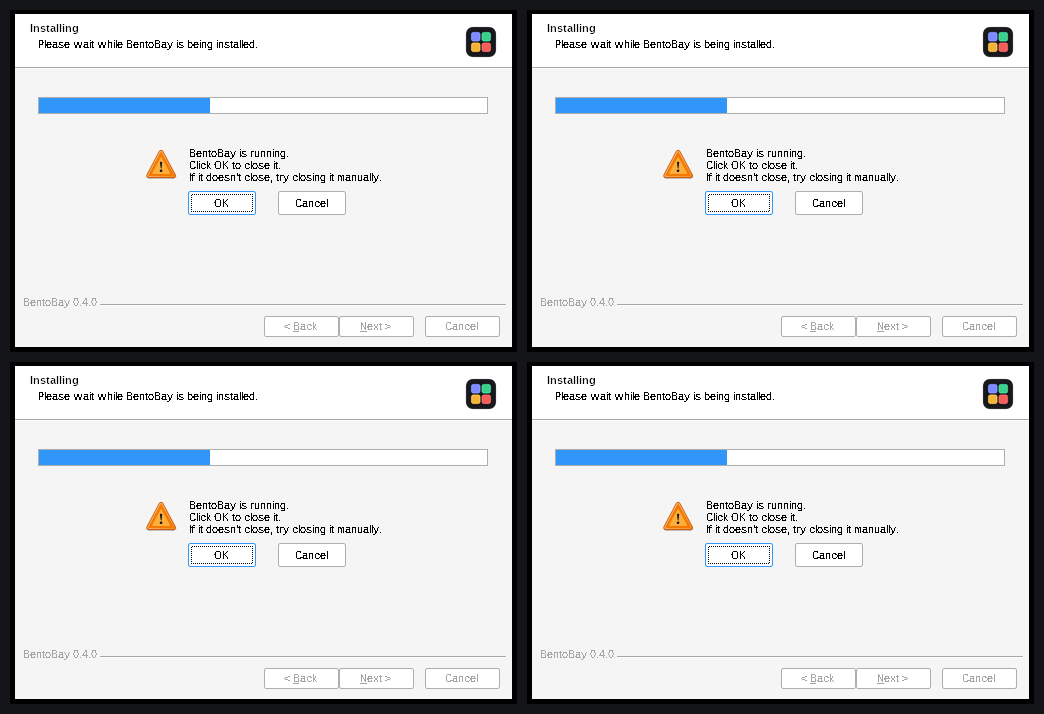 Installing
Please wait while BentoBay is being installed.
BentoBay is running.
Click OK to close it.
If it doesn't close, try closing it manually.
OK
Cancel
BentoBay 0.4.0
< Back
Next >
Cancel
Installing
Please wait while BentoBay is being installed.
BentoBay is running.
Click OK to close it.
If it doesn't close, try closing it manually.
OK
Cancel
BentoBay 0.4.0
< Back
Next >
Cancel
Installing
Please wait while BentoBay is being installed.
BentoBay is running.
Click OK to close it.
If it doesn't close, try closing it manually.
OK
Cancel
BentoBay 0.4.0
< Back
Next >
Cancel
Installing
Please wait while BentoBay is being installed.
BentoBay is running.
Click OK to close it.
If it doesn't close, try closing it manually.
OK
Cancel
BentoBay 0.4.0
< Back
Next >
Cancel